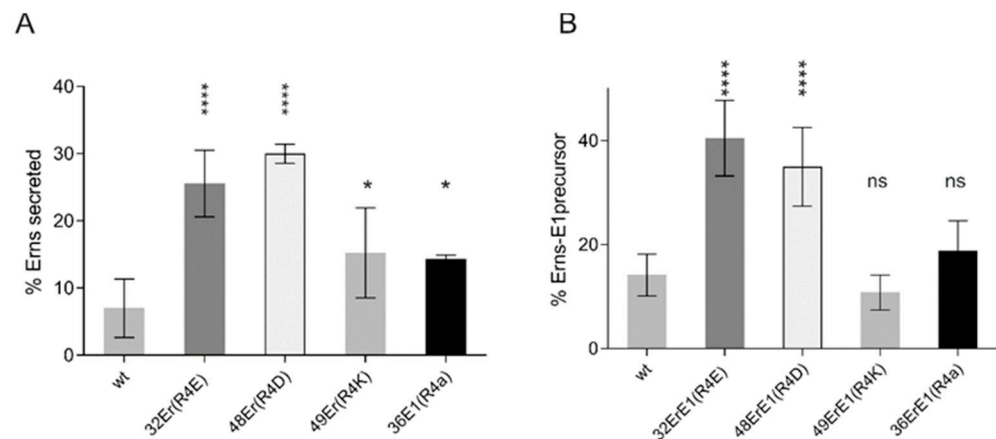 A
% Erns secreted
40
30
20
10
0
****
****
*
*
wt
32Er(R4E)
48Er(R4D)
49Er(R4K)
36E1(R4a)
B
% Erns-E1precursor
40
20
0
****
****
ns
ns
wt
32ErE1(R4E)
48ErE1(R4D)
49ErE1(R4K)
36ErE1(R4a)